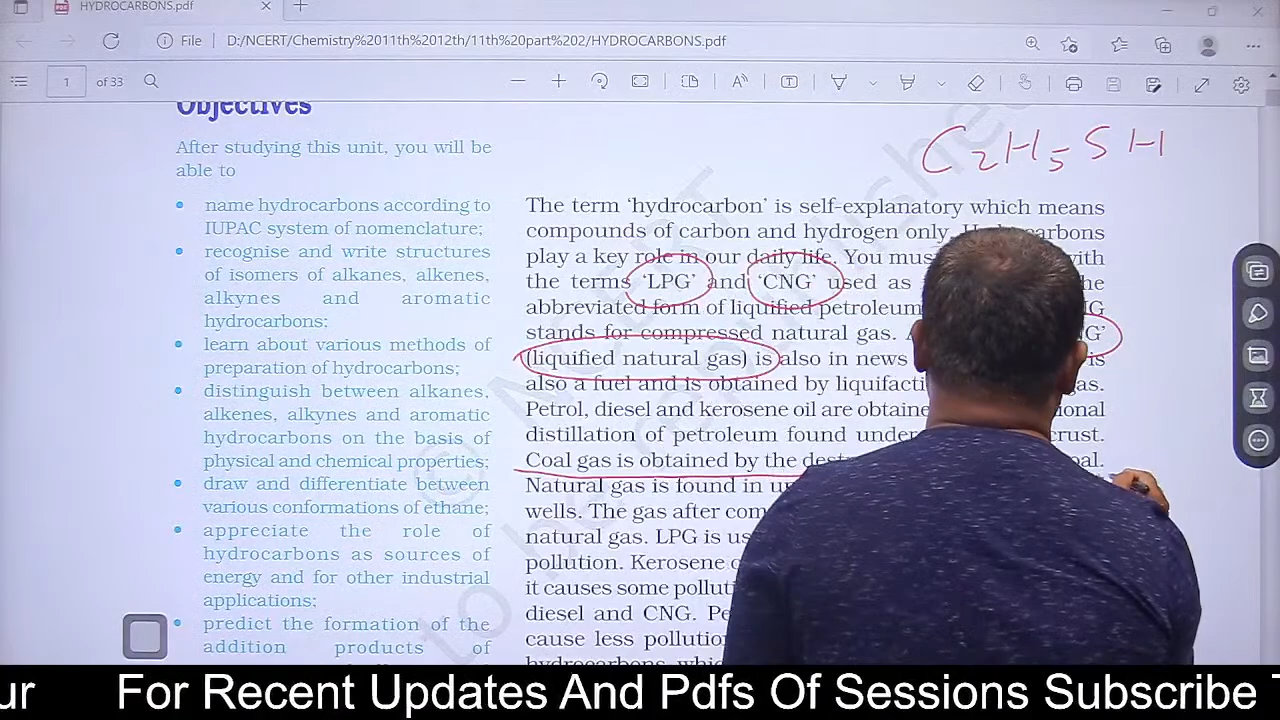 HYDROCARBONS.pdf
File D:/NCERT/Chemistry%2011th%2012th/11th%20part%202/HYDROCARBONS.pdf
1 of 33
Objectives
After studying this unit, you will be
able to
• name hydrocarbons according to
IUPAC system of nomenclature;
• recognise and write structures
of isomers of alkanes, alkenes,
alkynes and aromatic
hydrocarbons;
• learn about various methods of
preparation of hydrocarbons;
• distinguish between alkanes,
alkenes, alkynes and aromatic
hydrocarbons on the basis of
physical and chemical properties;
• draw and differentiate between
various conformations of ethane;
• appreciate the role of
hydrocarbons as sources of
energy and for other industrial
applications;
• predict the formation of the
addition products of
C2H5SH
The term ‘hydrocarbon’ is self-explanatory which means
compounds of carbon and hydrogen only.
play a key role in our daily life. You must with
the terms ‘LPG’ and ‘CNG’ used as
abbreviated form of liquified petroleum
stands for compressed natural gas.
(liquified natural gas) is also in news
also a fuel and is obtained by
Petrol, diesel and kerosene oil are
distillation of petroleum found under crust.
Coal gas is obtained by the
Natural gas is found in
wells. The gas after
natural gas. LPG is
pollution. Kerosene
it causes some
diesel and CNG.
cause less
For Recent Updates And Pdfs Of Sessions Subscribe